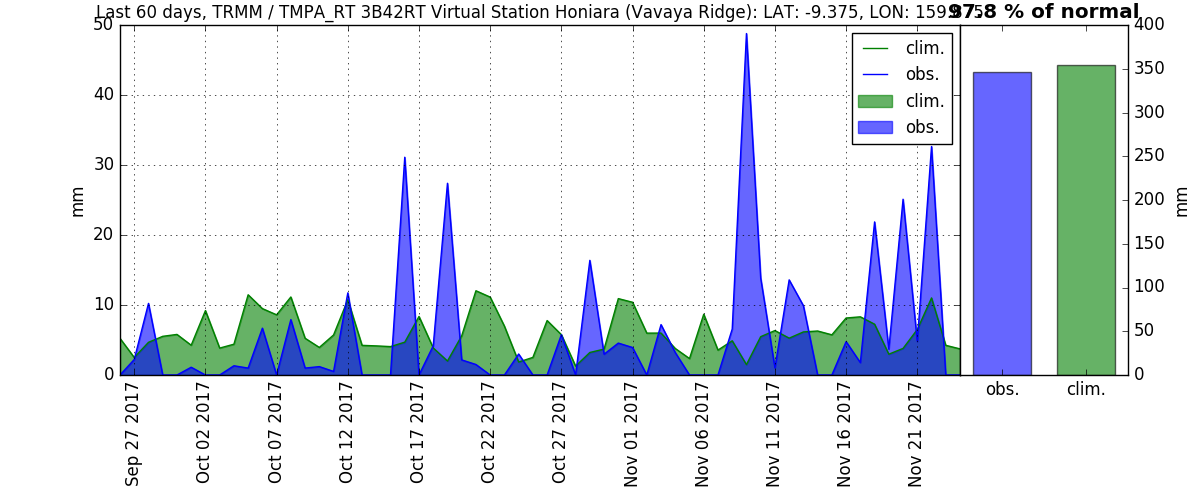 Last 60 days, TRMM / TMPA_RT 3B42RT Virtual Station Honiara (Vavaya Ridge): LAT: -9.375, LON: 159.875
97.8 % of normal
50
40
30
20
10
0
mm
clim.
obs.
clim.
obs.
400
350
300
250
200
150
100
50
0
mm
obs.
clim.
Sep 27 2017
Oct 02 2017
Oct 07 2017
Oct 12 2017
Oct 17 2017
Oct 22 2017
Oct 27 2017
Nov 01 2017
Nov 06 2017
Nov 11 2017
Nov 16 2017
Nov 21 2017